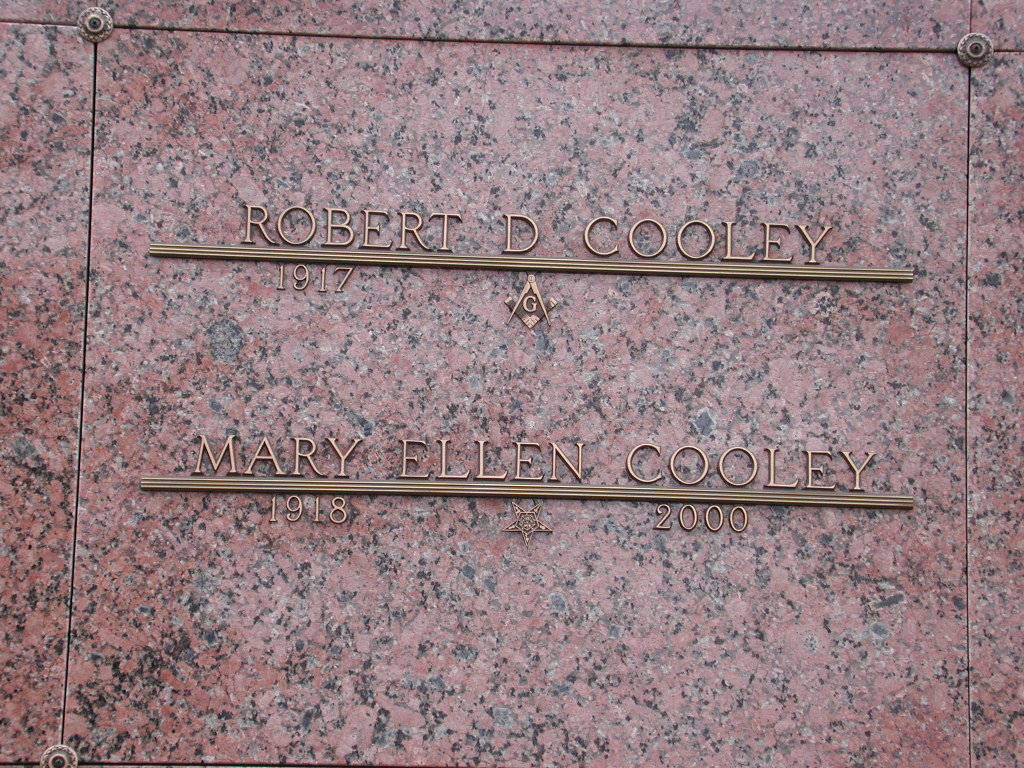 ROBERT D COOLEY
1917
G
MARY ELLEN COOLEY
1918 2000